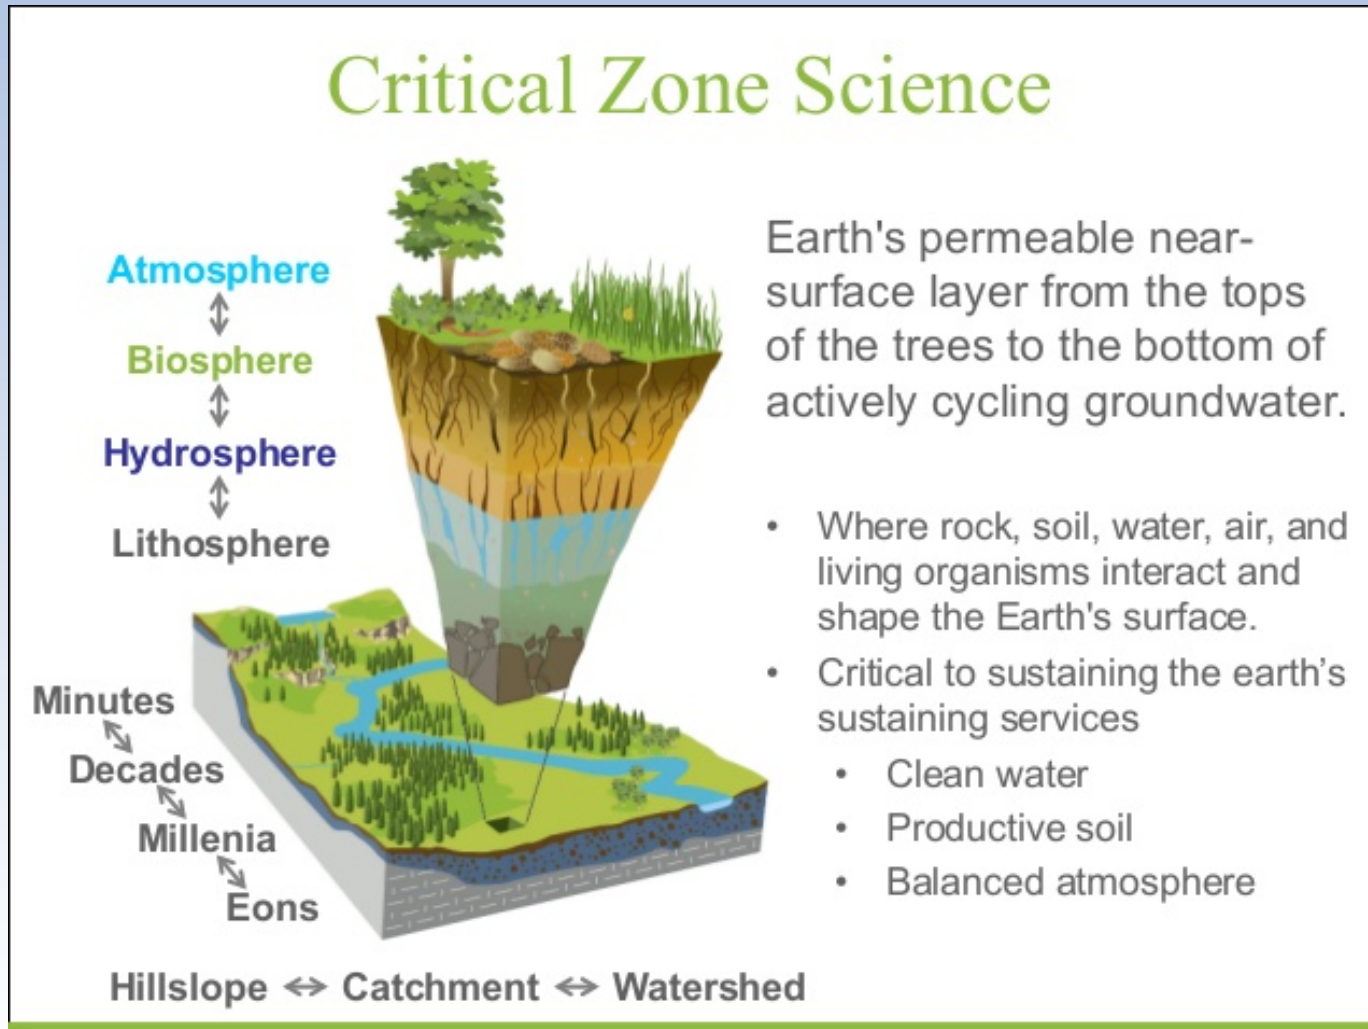 Critical Zone Science
Atmosphere
Biosphere
Hydrosphere
Lithosphere
Earth's permeable near-
surface layer from the tops
of the trees to the bottom of
actively cycling groundwater.
• Where rock, soil, water, air, and
living organisms interact and
shape the Earth's surface.
• Critical to sustaining the earth’s
sustaining services
• Clean water
• Productive soil
• Balanced atmosphere
Minutes
Decades
Millenia
Eons
Hillslope ⇔ Catchment ⇔ Watershed